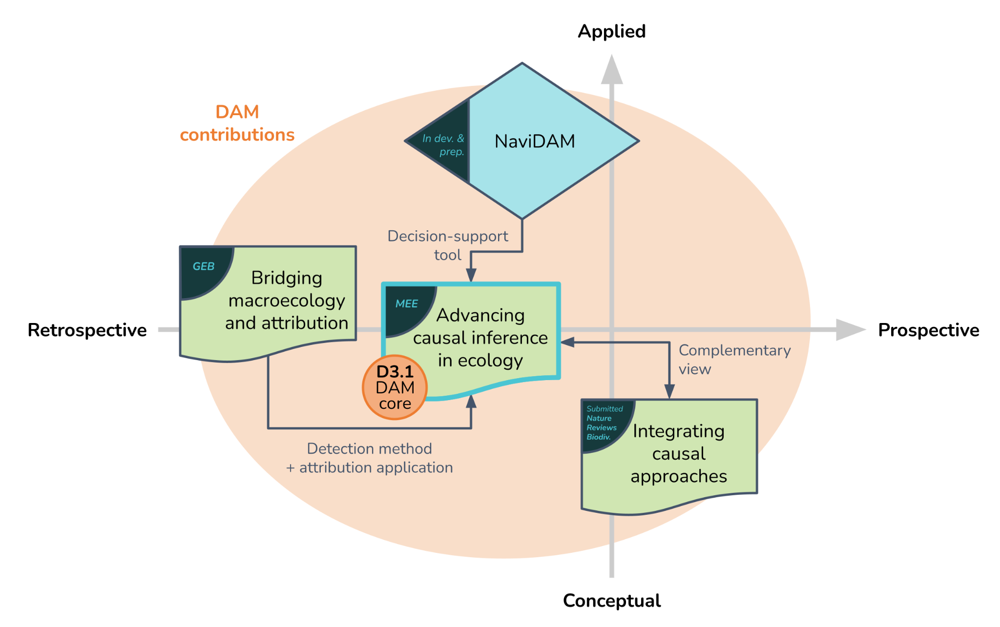 Applied
DAM
contributions
In dev. &
prep.
NaviDAM
Decision-support
tool
GEB
Bridging
macroecology
and attribution
MEE
Advancing
causal inference
in ecology
Retrospective
Prospective
Complementary
view
D3.1
DAM
core
Submitted
Nature
Reviews
Biodiv.
Integrating
causal
approaches
Detection method
+ attribution application
Conceptual